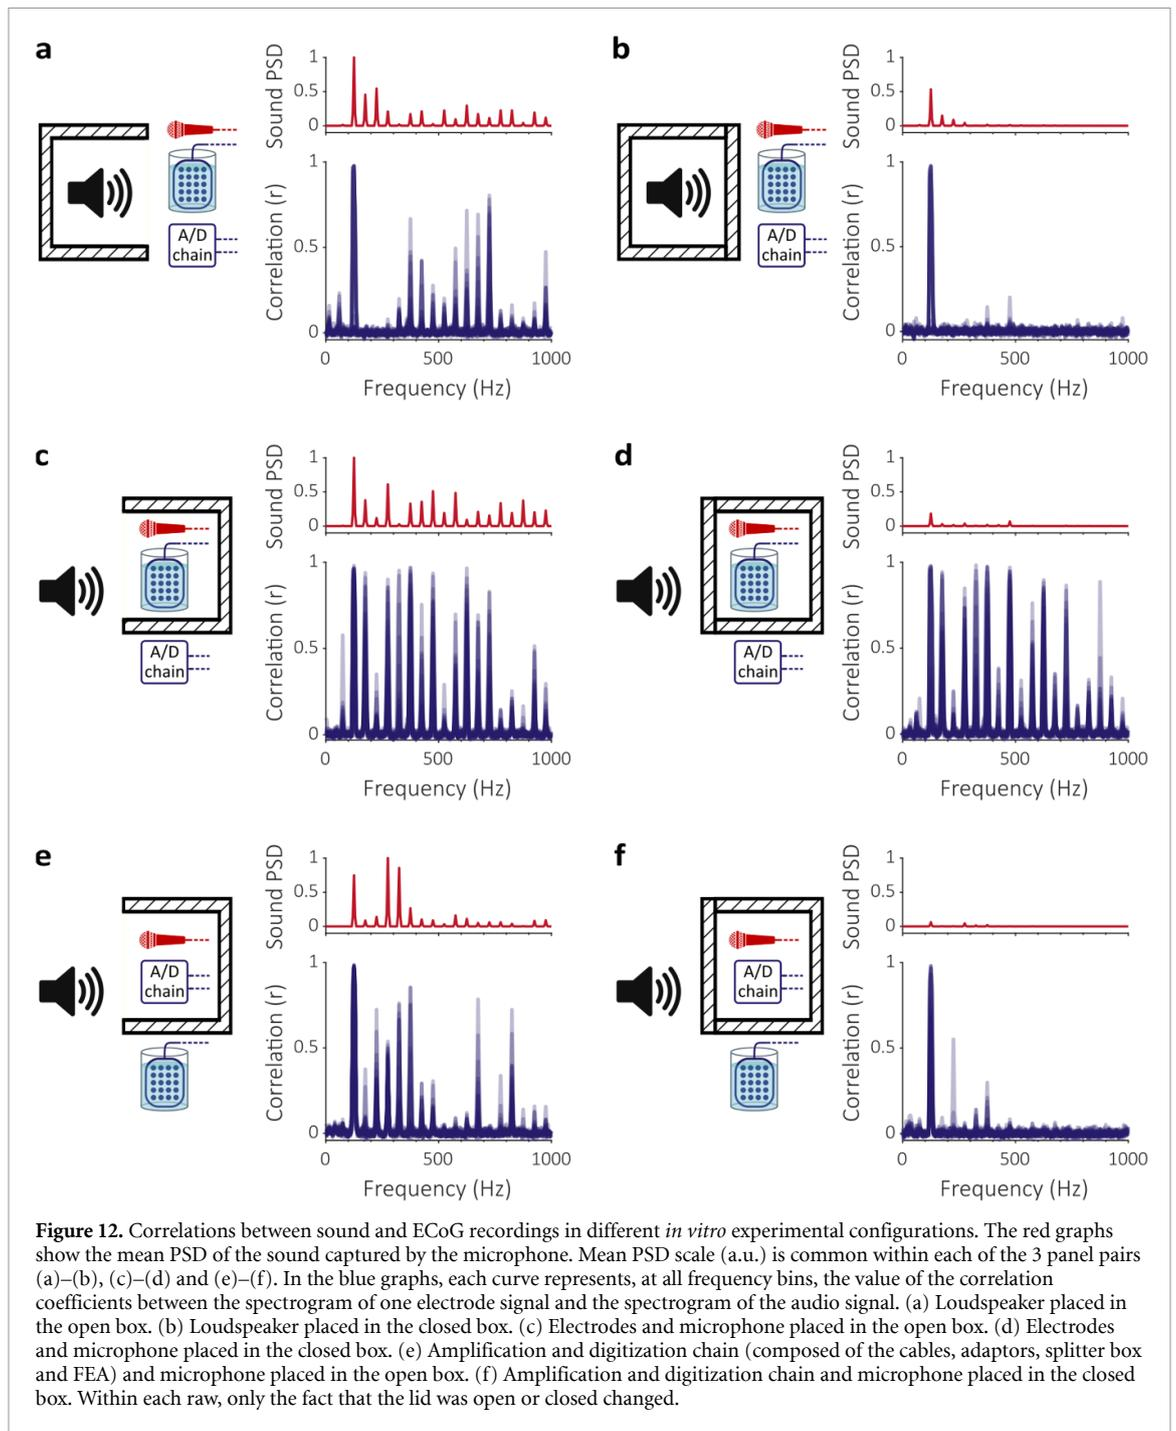 a
Sound PSD
1
0.5
0
A/D
chain
Correlation (r)
1
0.5
0
0
500
1000
Frequency (Hz)
b
Sound PSD
1
0.5
0
A/D
chain
Correlation (r)
1
0.5
0
0
500
1000
Frequency (Hz)
c
Sound PSD
1
0.5
0
A/D
chain
Correlation (r)
1
0.5
0
0
500
1000
Frequency (Hz)
d
Sound PSD
1
0.5
0
A/D
chain
Correlation (r)
1
0.5
0
0
500
1000
Frequency (Hz)
e
Sound PSD
1
0.5
0
A/D
chain
Correlation (r)
1
0.5
0
0
500
1000
Frequency (Hz)
f
Sound PSD
1
0.5
0
A/D
chain
Correlation (r)
1
0.5
0
0
500
1000
Frequency (Hz)
Figure 12. Correlations between sound and ECoG recordings in different in vitro experimental configurations. The red graphs
show the mean PSD of the sound captured by the microphone. Mean PSD scale (a.u.) is common within each of the 3 panel pairs
(a)–(b), (c)–(d) and (e)–(f). In the blue graphs, each curve represents, at all frequency bins, the value of the correlation
coefficients between the spectrogram of one electrode signal and the spectrogram of the audio signal. (a) Loudspeaker placed in
the open box. (b) Loudspeaker placed in the closed box. (c) Electrodes and microphone placed in the open box. (d) Electrodes
and microphone placed in the closed box. (e) Amplification and digitization chain (composed of the cables, adaptors, splitter box
and FEA) and microphone placed in the open box. (f) Amplification and digitization chain and microphone placed in the closed
box. Within each raw, only the fact that the lid was open or closed changed.